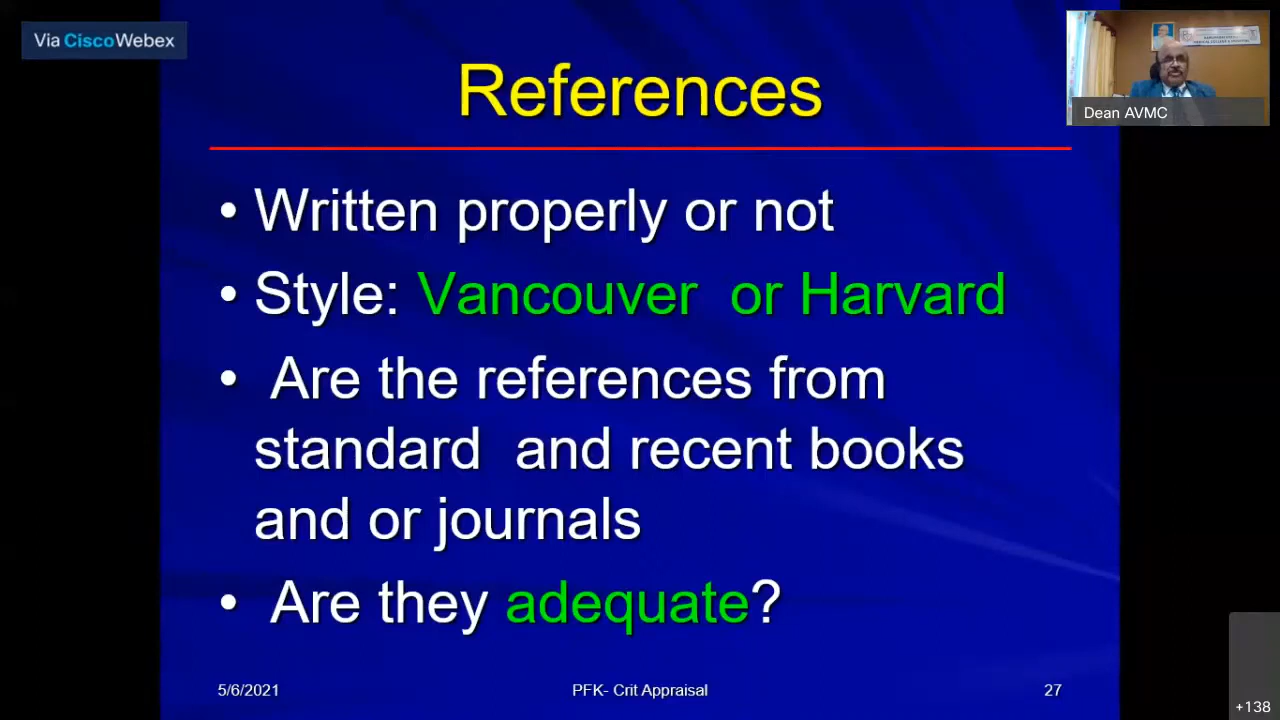 Via CiscoWebex
References
Dean AVMC
• Written properly or not
• Style: Vancouver or Harvard
• Are the references from
standard and recent books
and or journals
• Are they adequate?
5/6/2021
PFK- Crit Appraisal
27
+138